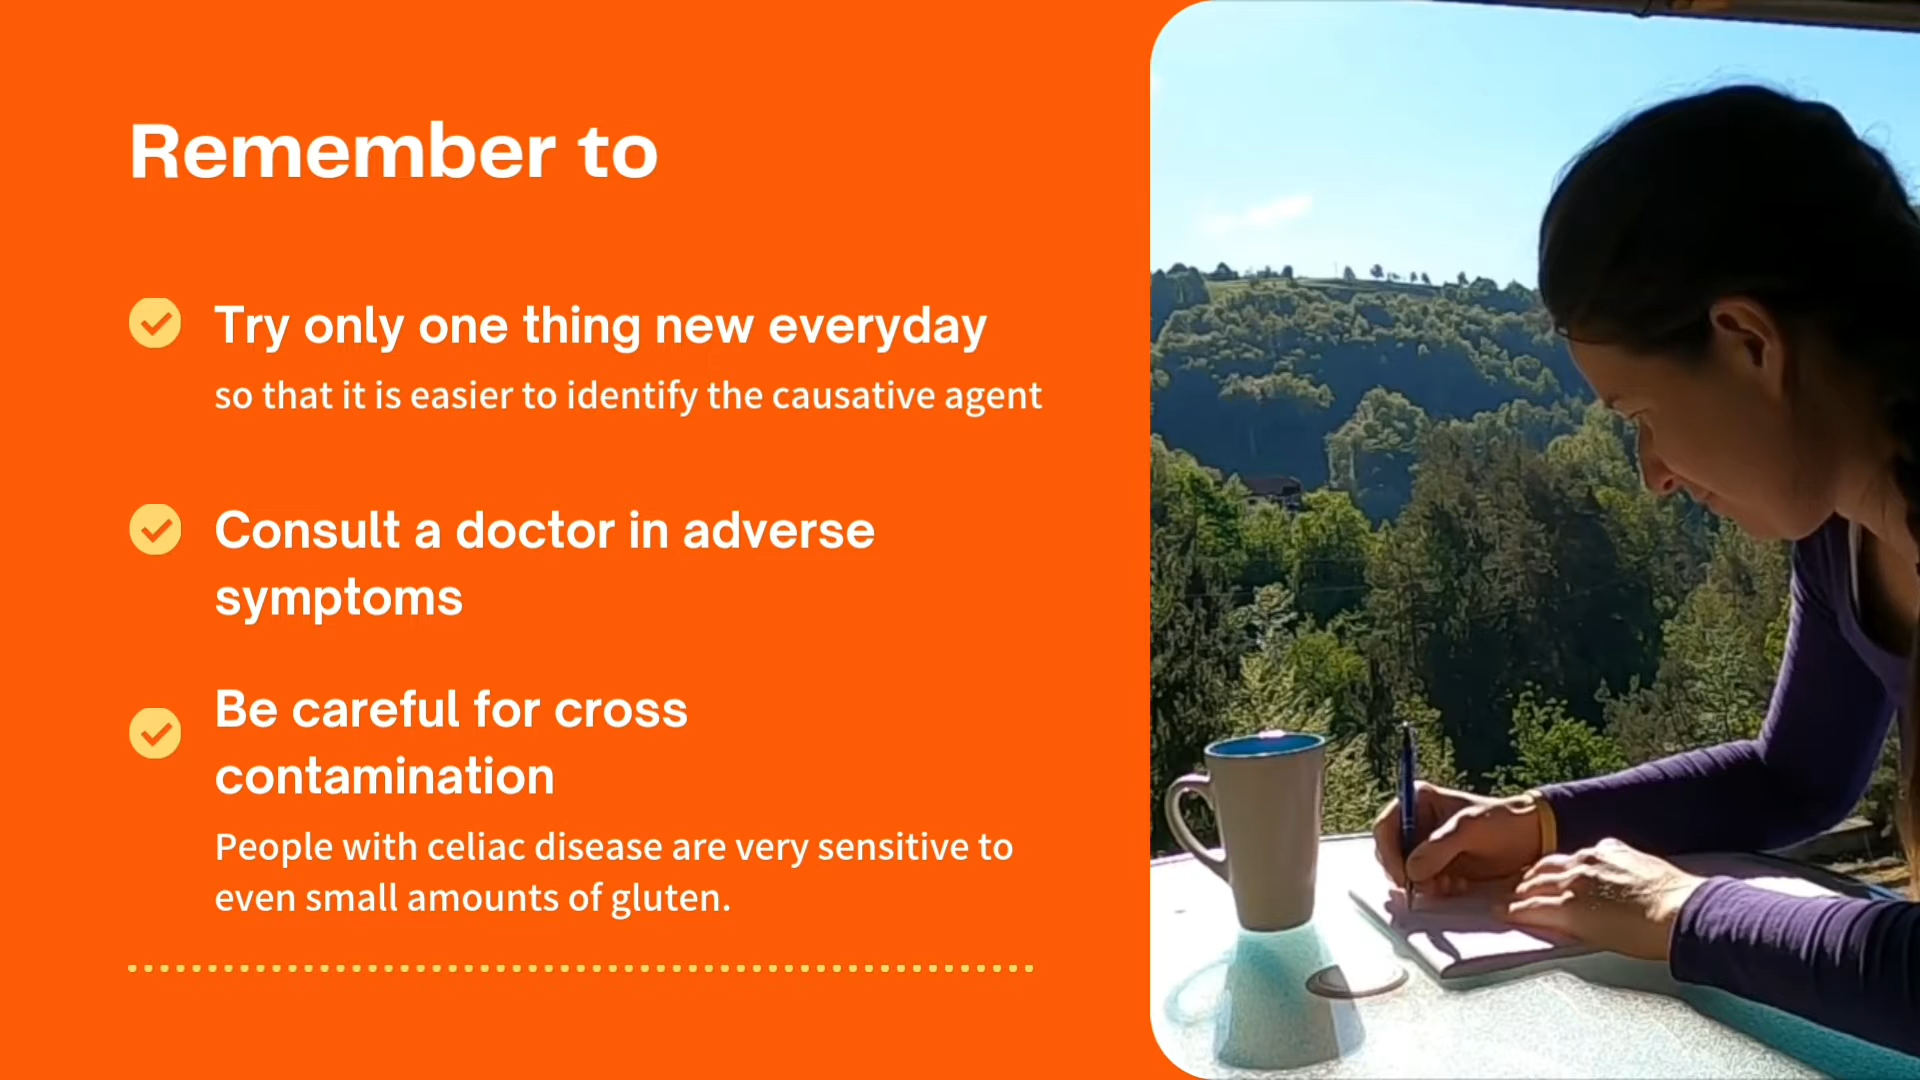 Remember to
Try only one thing new everyday
so that it is easier to identify the causative agent
Consult a doctor in adverse
symptoms
Be careful for cross
contamination
People with celiac disease are very sensitive to
even small amounts of gluten.